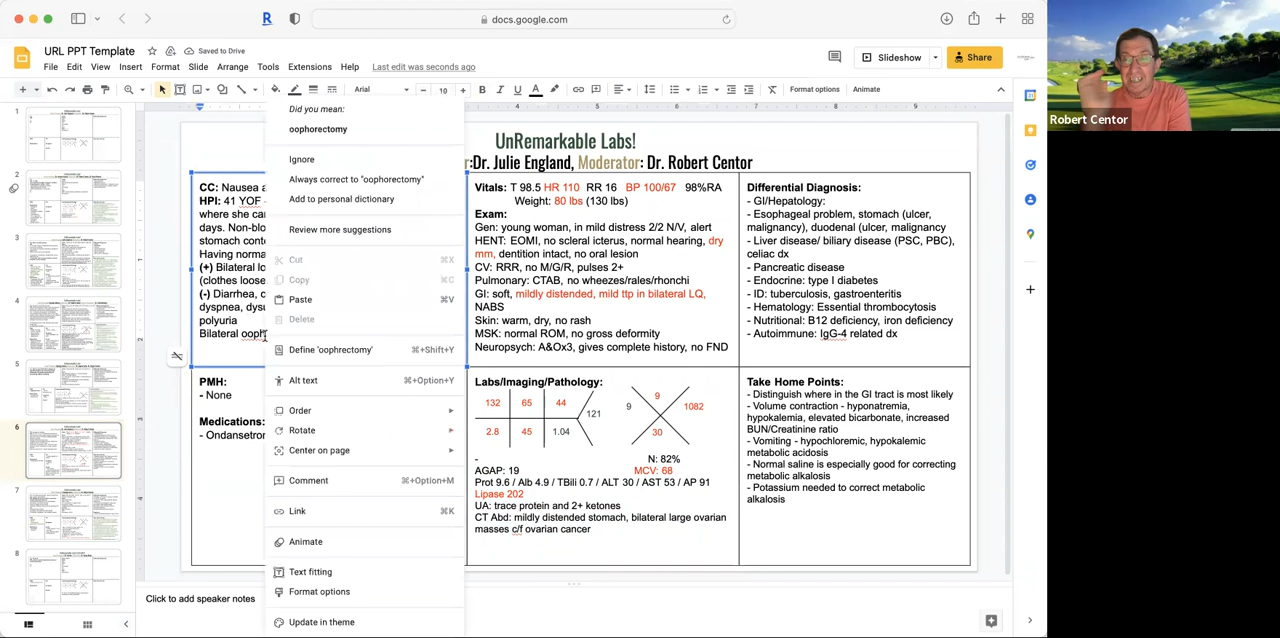 docs.google.com
URL PPT Template
Saved to Drive
File Edit View Insert Format Slide Arrange Tools Extensions Help Last edit was seconds ago
Slideshow
Share
Arial
10
B I U A
Format options
Animate
Did you mean:
oophorectomy
Ignore
Always correct to "oophorectomy"
Add to personal dictionary
Review more suggestions
Cut ⌘X
Copy ⌘C
Paste ⌘V
Delete
Define 'oophrectomy' ⌘+Shift+Y
Alt text ⌘+Option+Y
Order
Rotate
Center on page
Comment ⌘+Option+M
Link ⌘K
Animate
Text fitting
Format options
Update in theme
UnRemarkable Labs!
:Dr. Julie England, Moderator: Dr. Robert Centor
CC: Nausea a
HPI: 41 YOF
where she ca
days. Non-blo
stomach conte
Having norma
(+) Bilateral lo
(clothes loose
(-) Diarrhea, c
dyspnea, dysu
polyuria
Bilateral ooph
PMH:
- None
Medications:
- Ondansetron
Vitals: T 98.5 HR 110 RR 16 BP 100/67 98%RA
Weight: 80 lbs (130 lbs)
Exam:
Gen: young woman, in mild distress 2/2 N/V, alert
HENT: EOMI, no scleral icterus, normal hearing, dry
mm, dentition intact, no oral lesion
CV: RRR, no M/G/R, pulses 2+
Pulmonary: CTAB, no wheezes/rales/rhonchi
GI: soft, mildly distended, mild ttp in bilateral LQ,
NABS
Skin: warm, dry, no rash
MSK: normal ROM, no gross deformity
Neuropsych: A&Ox3, gives complete history, no FND
Labs/Imaging/Pathology:
132 65 44 121
45 1.04
9 9 1082
30
N: 82%
AGAP: 19 MCV: 68
Prot 9.6 / Alb 4.9 / TBili 0.7 / ALT 30 / AST 53 / AP 91
Lipase 202
UA: trace protein and 2+ ketones
CT Abd: mildly distended stomach, bilateral large ovarian
masses of ovarian cancer
Differential Diagnosis:
- GI/Hepatology:
- Esophageal problem, stomach (ulcer,
malignancy), duodenal (ulcer, malignancy
- Liver disease/ biliary disease (PSC, PBC),
celiac dx
- Pancreatic disease
- Endocrine: type I diabetes
- ID: tuberculosis, gastroenteritis
- Hematology: Essential thrombocytosis
- Nutritional: B12 deficiency, iron deficiency
- Autoimmune: IgG-4 related dx
Take Home Points:
- Distinguish where in the GI tract is most likely
- Volume contraction - hyponatremia,
hypokalemia, elevated bicarbonate, increased
BUN/Creatinine ratio
- Vomiting - hypochloremic, hypokalemic
metabolic acidosis
- Normal saline is especially good for correcting
metabolic alkalosis
- Potassium needed to correct metabolic
alkalosis
Click to add speaker notes
Robert Centor
1
2
3
4
5
6
7
8